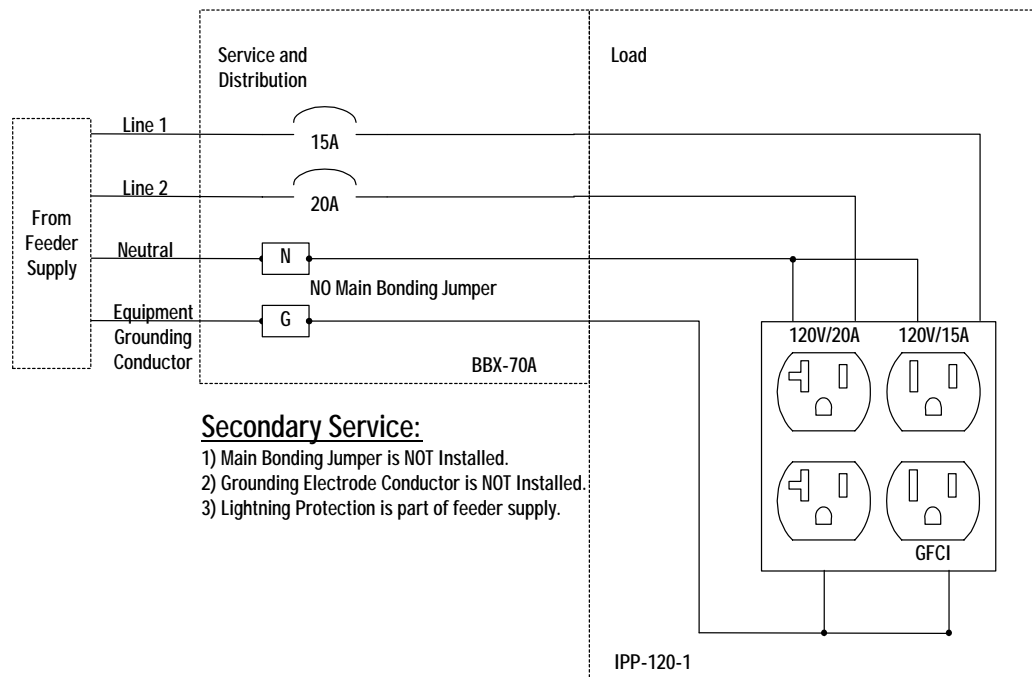 Service and
Distribution
Load
Line 1
15A
Line 2
20A
From
Feeder
Supply
Neutral
N
NO Main Bonding Jumper
Equipment
Grounding
Conductor
G
BBX-70A
120V/20A
120V/15A
GFCI
Secondary Service:
1) Main Bonding Jumper is NOT Installed.
2) Grounding Electrode Conductor is NOT Installed.
3) Lightning Protection is part of feeder supply.
IPP-120-1